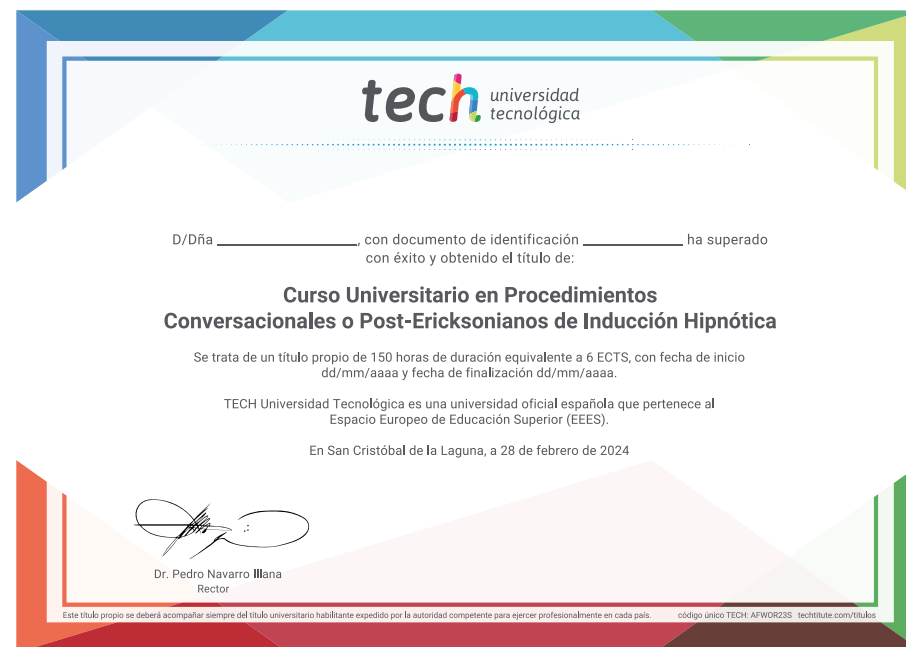 tech universidad
tecnológica
D/Dña ____________________, con documento de identificación ______________ ha superado
con éxito y obtenido el título de:
Curso Universitario en Procedimientos
Conversacionales o Post-Ericksonianos de Inducción Hipnótica
Se trata de un título propio de 150 horas de duración equivalente a 6 ECTS, con fecha de inicio
dd/mm/aaaa y fecha de finalización dd/mm/aaaa.
TECH Universidad Tecnológica es una universidad oficial española que pertenece al
Espacio Europeo de Educación Superior (EEES).
En San Cristóbal de la Laguna, a 28 de febrero de 2024
Dr. Pedro Navarro Illana
Rector
Este título propio se deberá acompañar siempre del título universitario habilitante expedido por la autoridad competente para ejercer profesionalmente en cada país. código único TECH: AFWOR23S techtitute.com/titulos